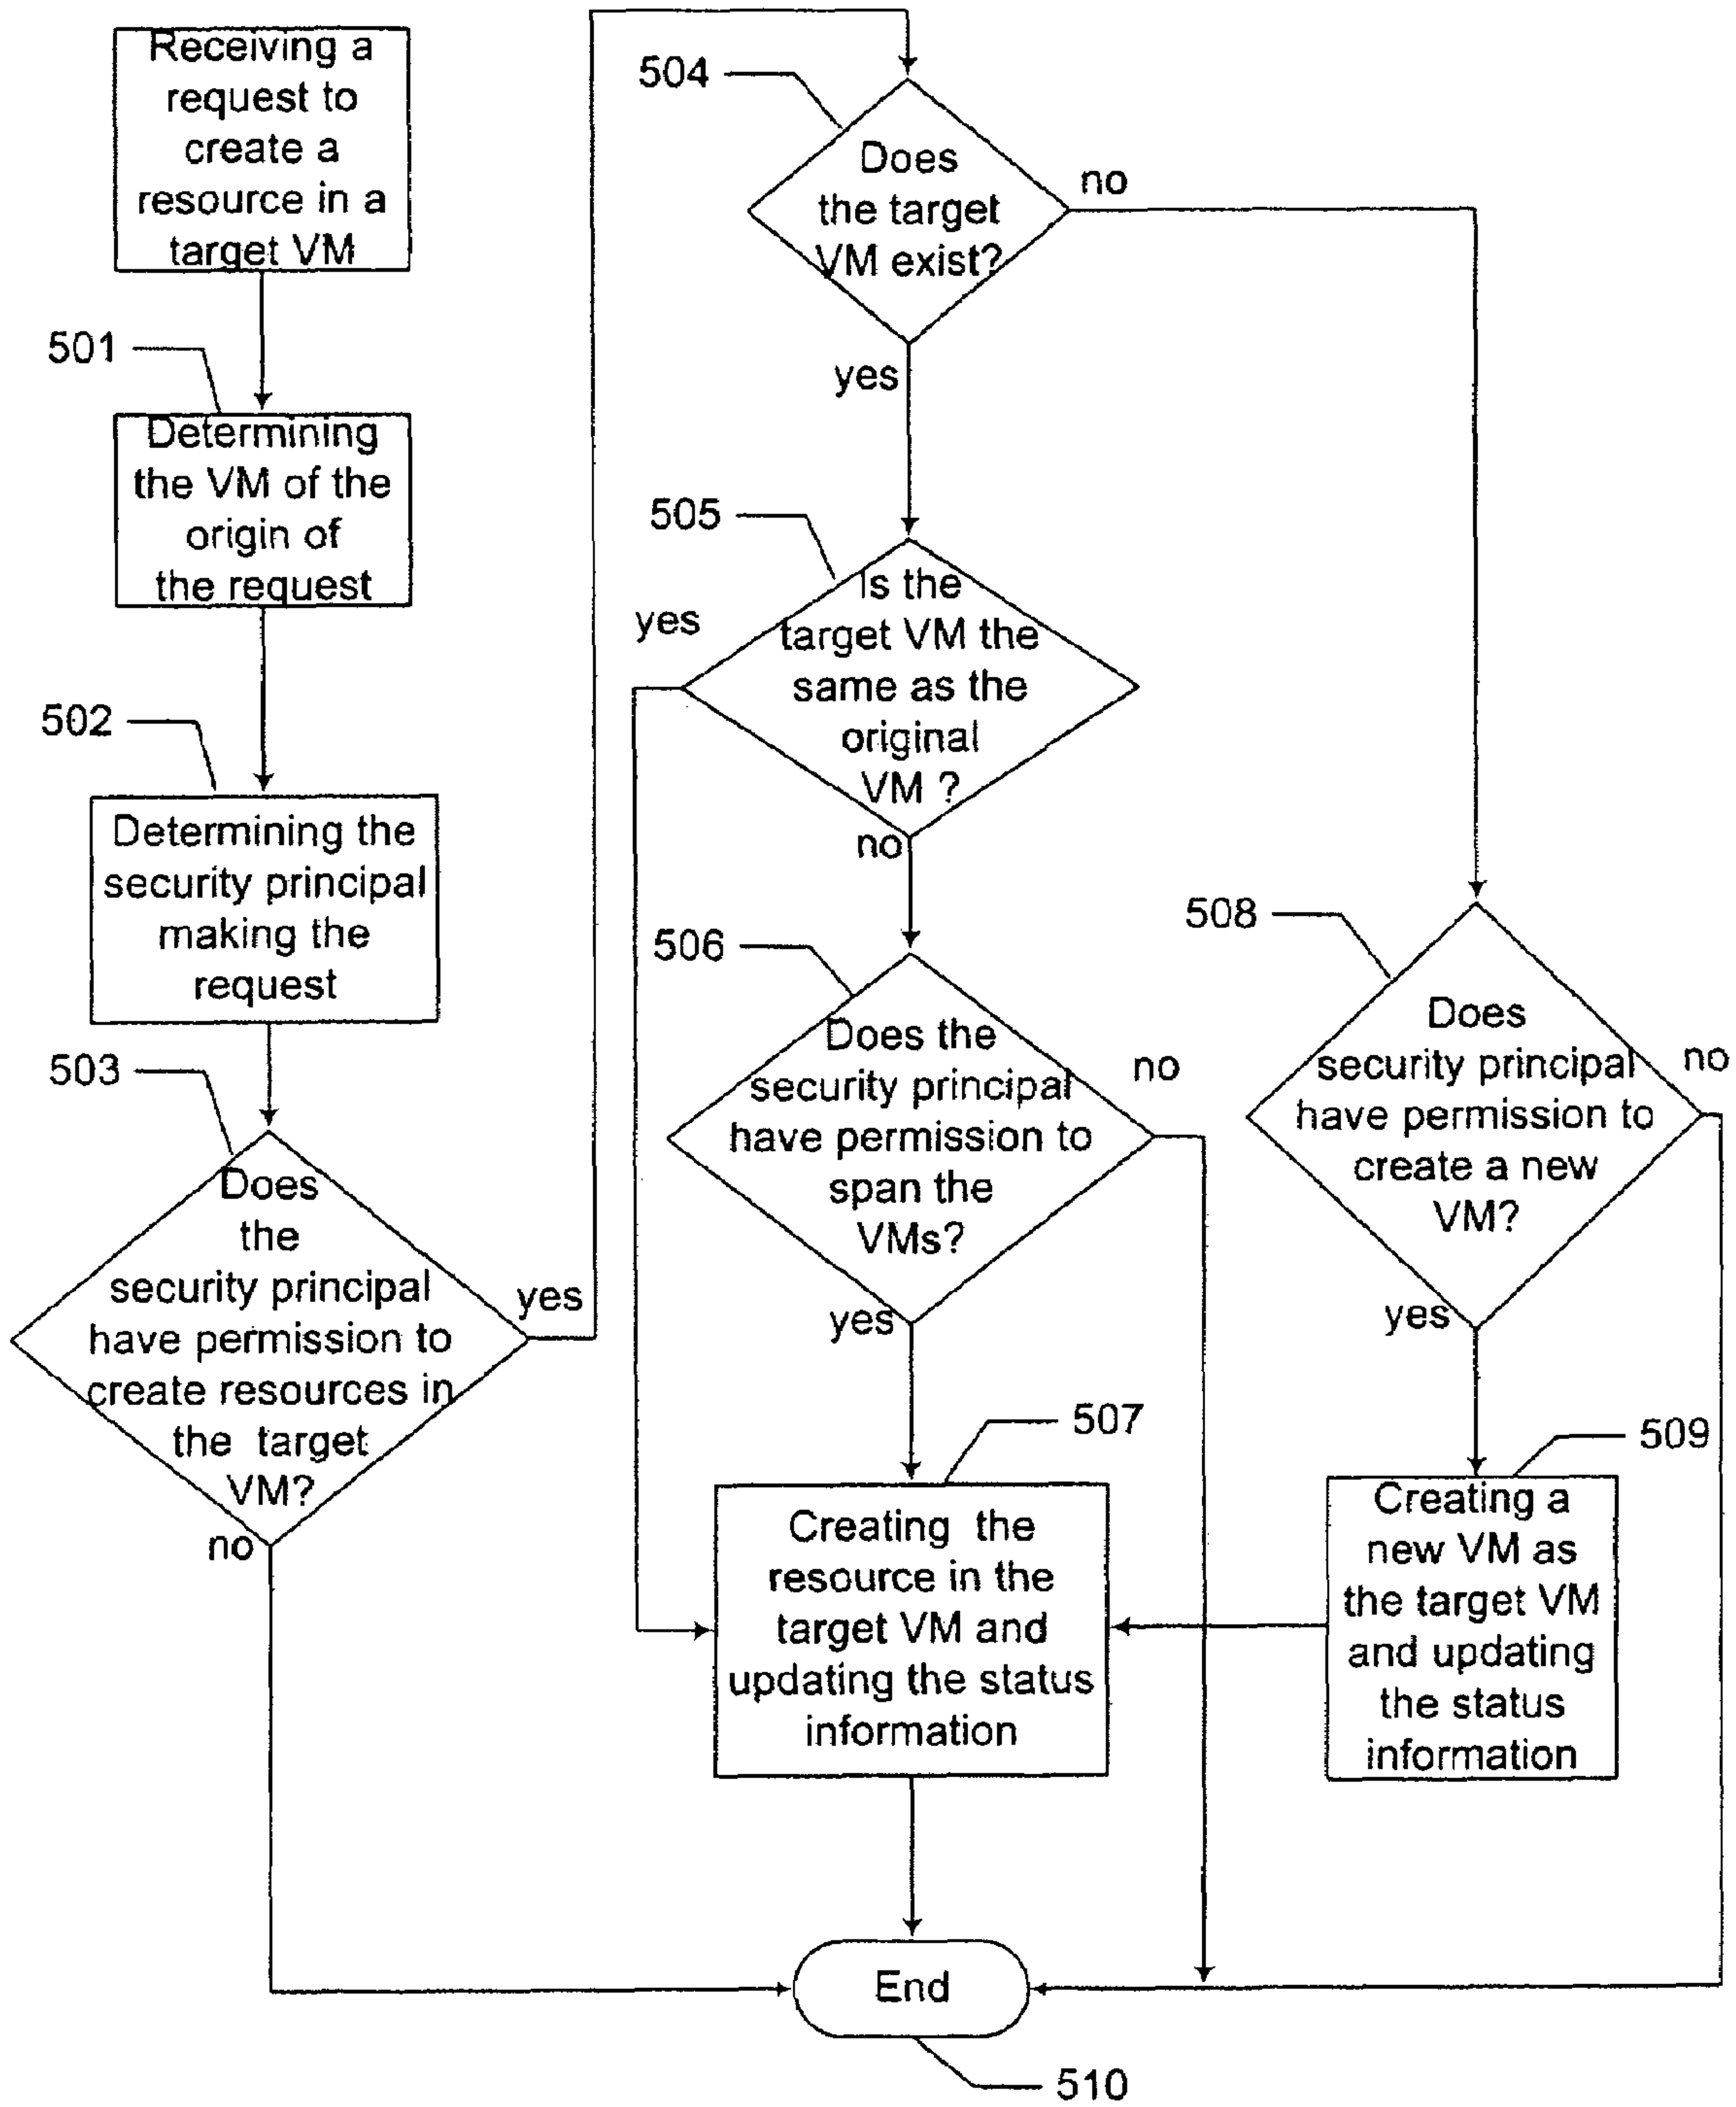 Receiving a
request to
create a
resource in a
target VM
501
Determining
the VM of the
origin of
the request
502
Determining the
security principal
making the
request
503
Does
the
security principal
have permission to
create resources in
the target
VM?
yes
no
504
Does
the target
VM exist?
no
yes
505
Is the
target VM the
same as the
original
VM ?
yes
no
506
Does the
security principal
have permission to
span the
VMs?
no
yes
507
Creating the
resource in the
target VM and
updating the status
information
508
Does
security principal
have permission to
create a new
VM?
no
yes
509
Creating a
new VM as
the target VM
and updating
the status
information
End
510